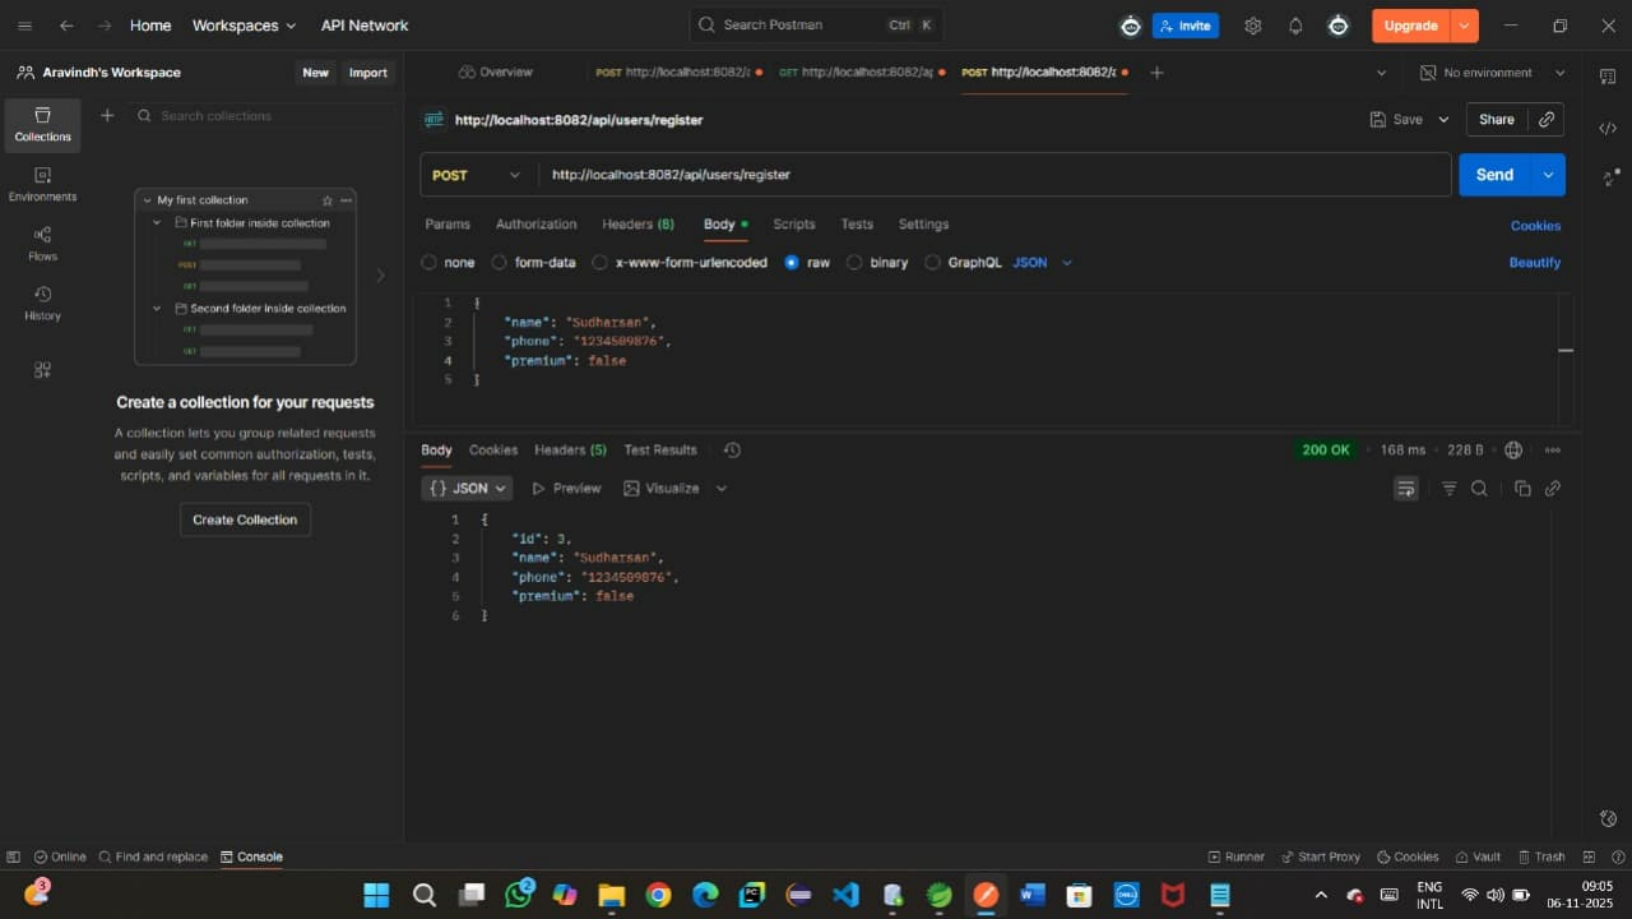 Home Workspaces API Network Search Postman Ctrl K Invite Upgrade
Aravindh's Workspace New Import Overview POST http://localhost:8082/ GET http://localhost:8082/ap POST http://localhost:8082/ No environment
Collections
Search collections
http://localhost:8082/api/users/register Save Share
Environments
Flows
History
POST http://localhost:8082/api/users/register Send
My first collection
First folder inside collection
GET
POST
GET
Second folder inside collection
GET
GET
Create a collection for your requests
A collection lets you group related requests
and easily set common authorization, tests,
scripts, and variables for all requests in it.
Create Collection
Params Authorization Headers (8) Body Scripts Tests Settings Cookies
none form-data x-www-form-urlencoded raw binary GraphQL JSON Beautify
1 {
2 "name": "Sudharsan",
3 "phone": "1234509876",
4 "premium": false
5 }
Body Cookies Headers (5) Test Results 200 OK 168 ms 228 B
{} JSON Preview Visualize
1 {
2 "id": 3,
3 "name": "Sudharsan",
4 "phone": "1234509876",
5 "premium": false
6 }
Online Find and replace Console Runner Start Proxy Cookies Vault Trash
3 2 ENG 09:05
INTL 06-11-2025